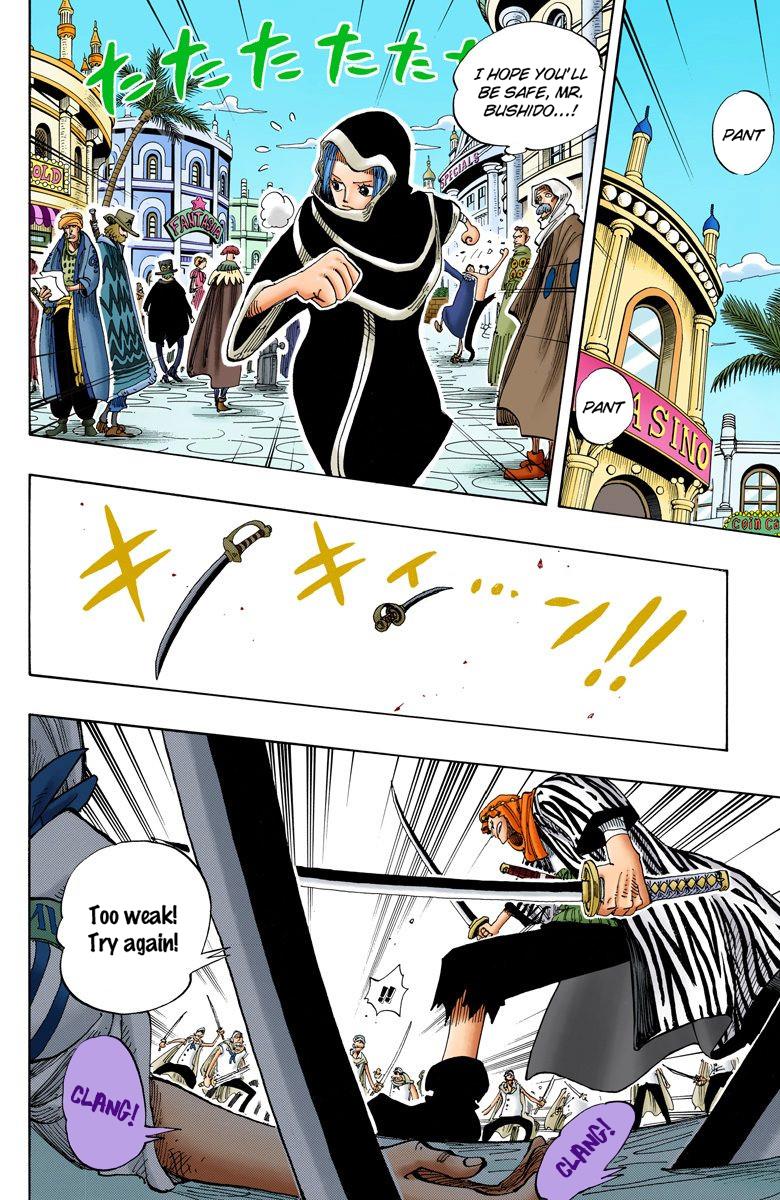 たたたたたた
I HOPE YOU'LL
BE SAFE, MR.
BUSHIDO...!
PANT
SPECIALS
FANTASIA
PANT
CASINO
COIN CA
キキィ…ン!!
Too weak!
Try again!
!!
CLANG!
CLANG!